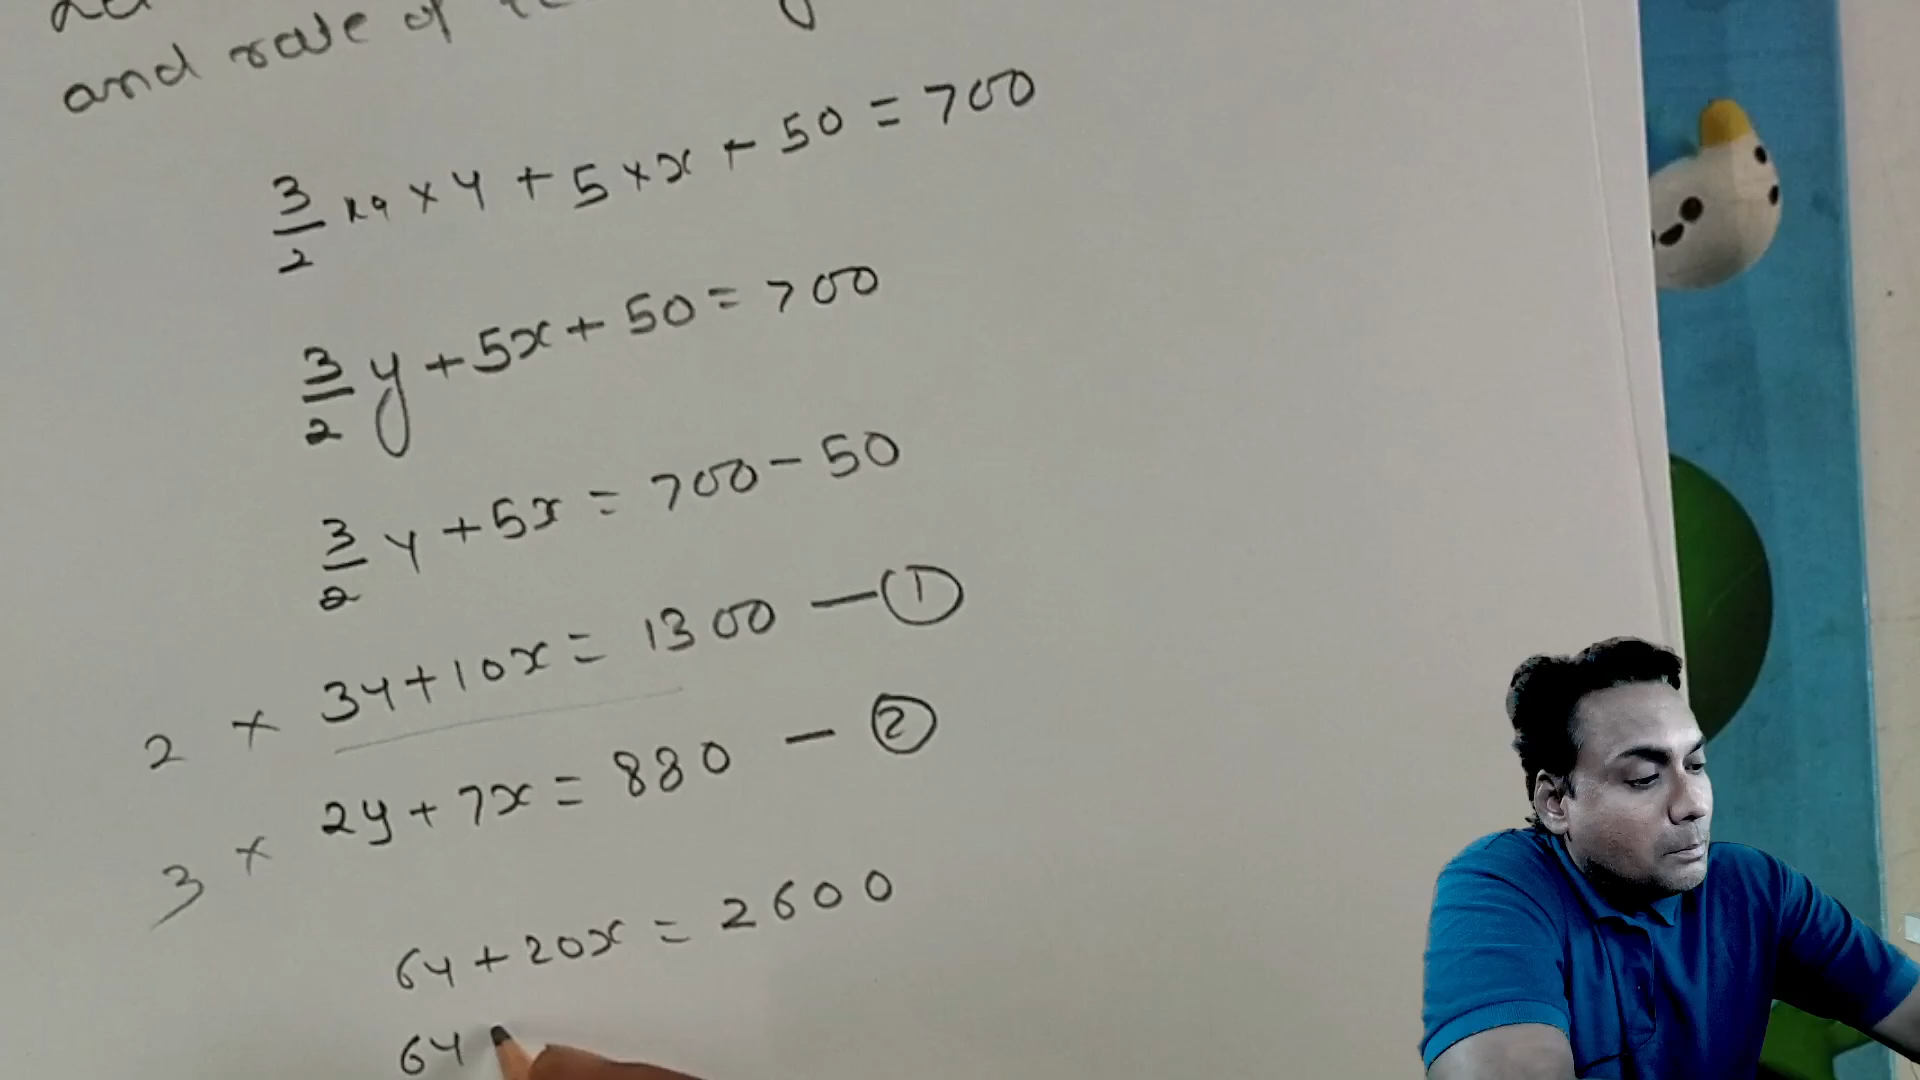 and rate of
3/2 × 9 × y + 5 × x + 50 = 700
3/2 y + 5x + 50 = 700
3/2 y + 5x = 700 - 50
2 × 3y + 10x = 1300 — ①
3 × 2y + 7x = 880 — ②
6y + 20x = 2600
6y